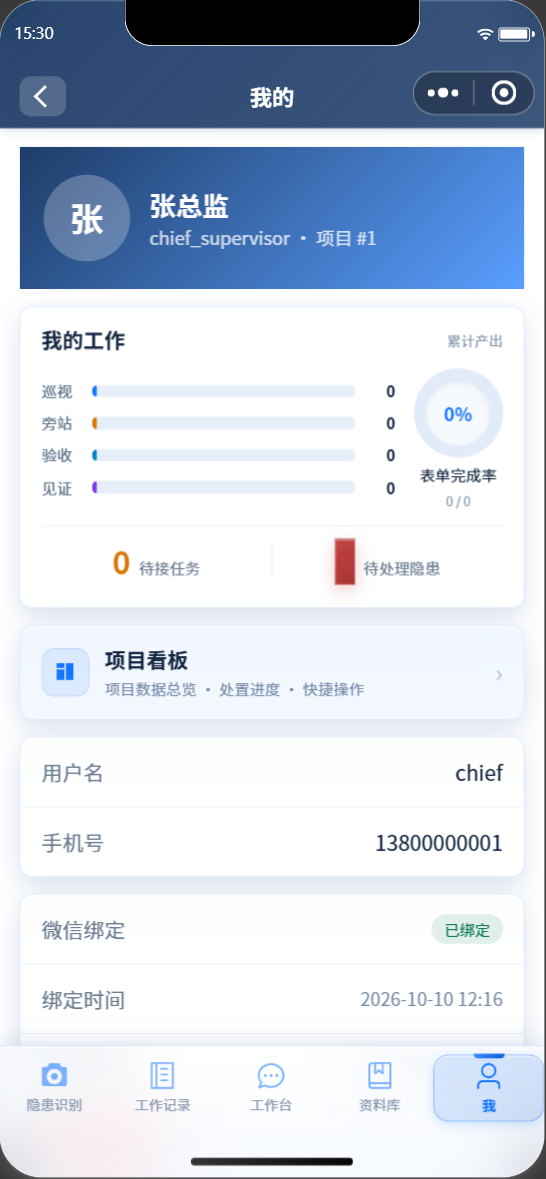 15:30
我的
张
张总监
chief_supervisor · 项目 #1
我的工作
累计产出
巡视 0
旁站 0
验收 0
见证 0
0%
表单完成率
0 / 0
0 待接任务
待处理隐患
项目看板
项目数据总览 · 处置进度 · 快捷操作
用户名 chief
手机号 13800000001
微信绑定 已绑定
绑定时间 2026-10-10 12:16
隐患识别 工作记录 工作台 资料库 我